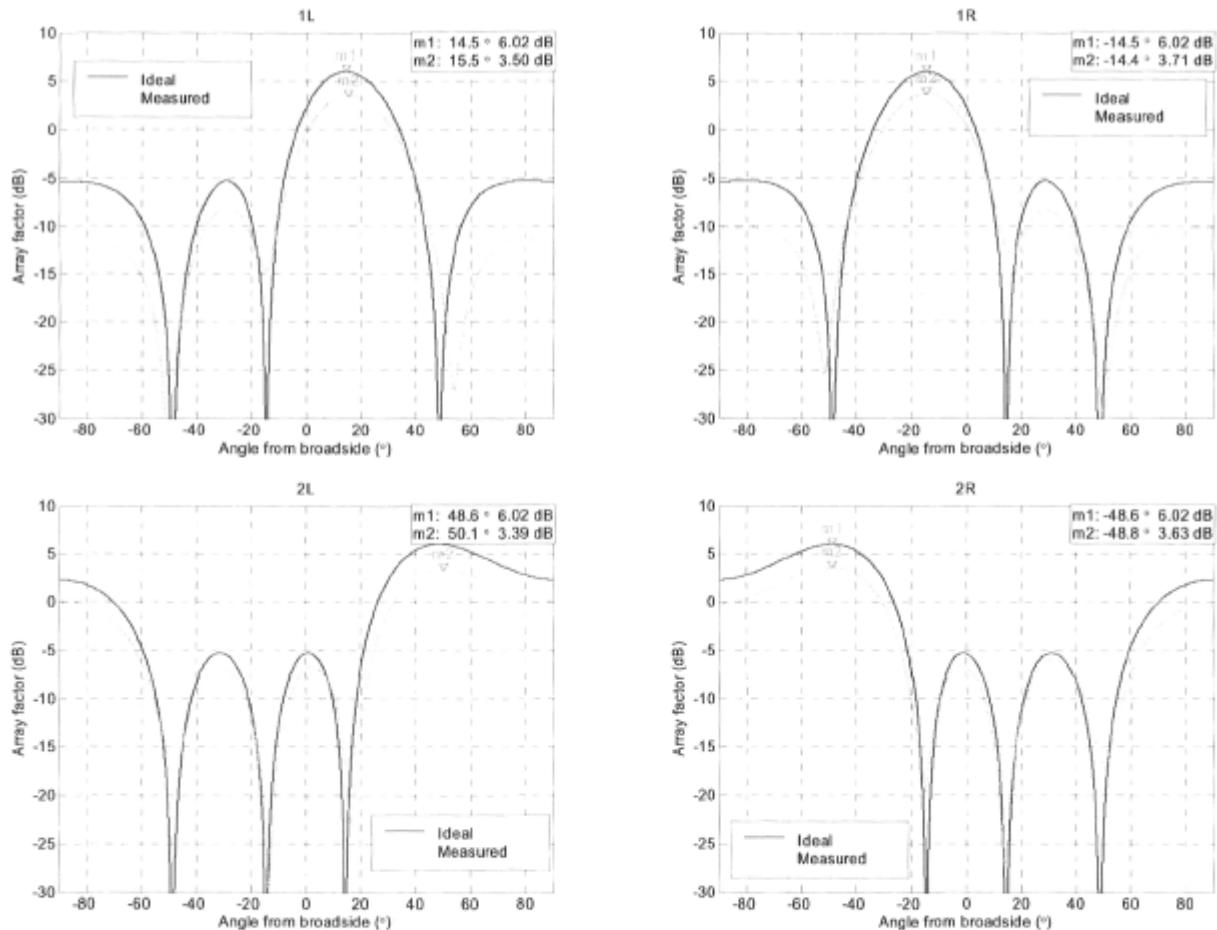 1L
m1: 14.5 ° 6.02 dB
m2: 15.5 ° 3.50 dB
Ideal
Measured
m1
m2
10
5
0
-5
-10
-15
-20
-25
-30
Array factor (dB)
-80 -60 -40 -20 0 20 40 60 80
Angle from broadside (°)
1R
m1: -14.5 ° 6.02 dB
m2: -14.4 ° 3.71 dB
Ideal
Measured
m1
m2
10
5
0
-5
-10
-15
-20
-25
-30
Array factor (dB)
-80 -60 -40 -20 0 20 40 60 80
Angle from broadside (°)
2L
m1: 48.6 ° 6.02 dB
m2: 50.1 ° 3.39 dB
m2
10
5
0
-5
-10
-15
-20
-25
-30
Array factor (dB)
Ideal
Measured
-80 -60 -40 -20 0 20 40 60 80
Angle from broadside (°)
2R
m1: -48.6 ° 6.02 dB
m2: -48.8 ° 3.63 dB
m1
m2
10
5
0
-5
-10
-15
-20
-25
-30
Array factor (dB)
Ideal
Measured
-80 -60 -40 -20 0 20 40 60 80
Angle from broadside (°)